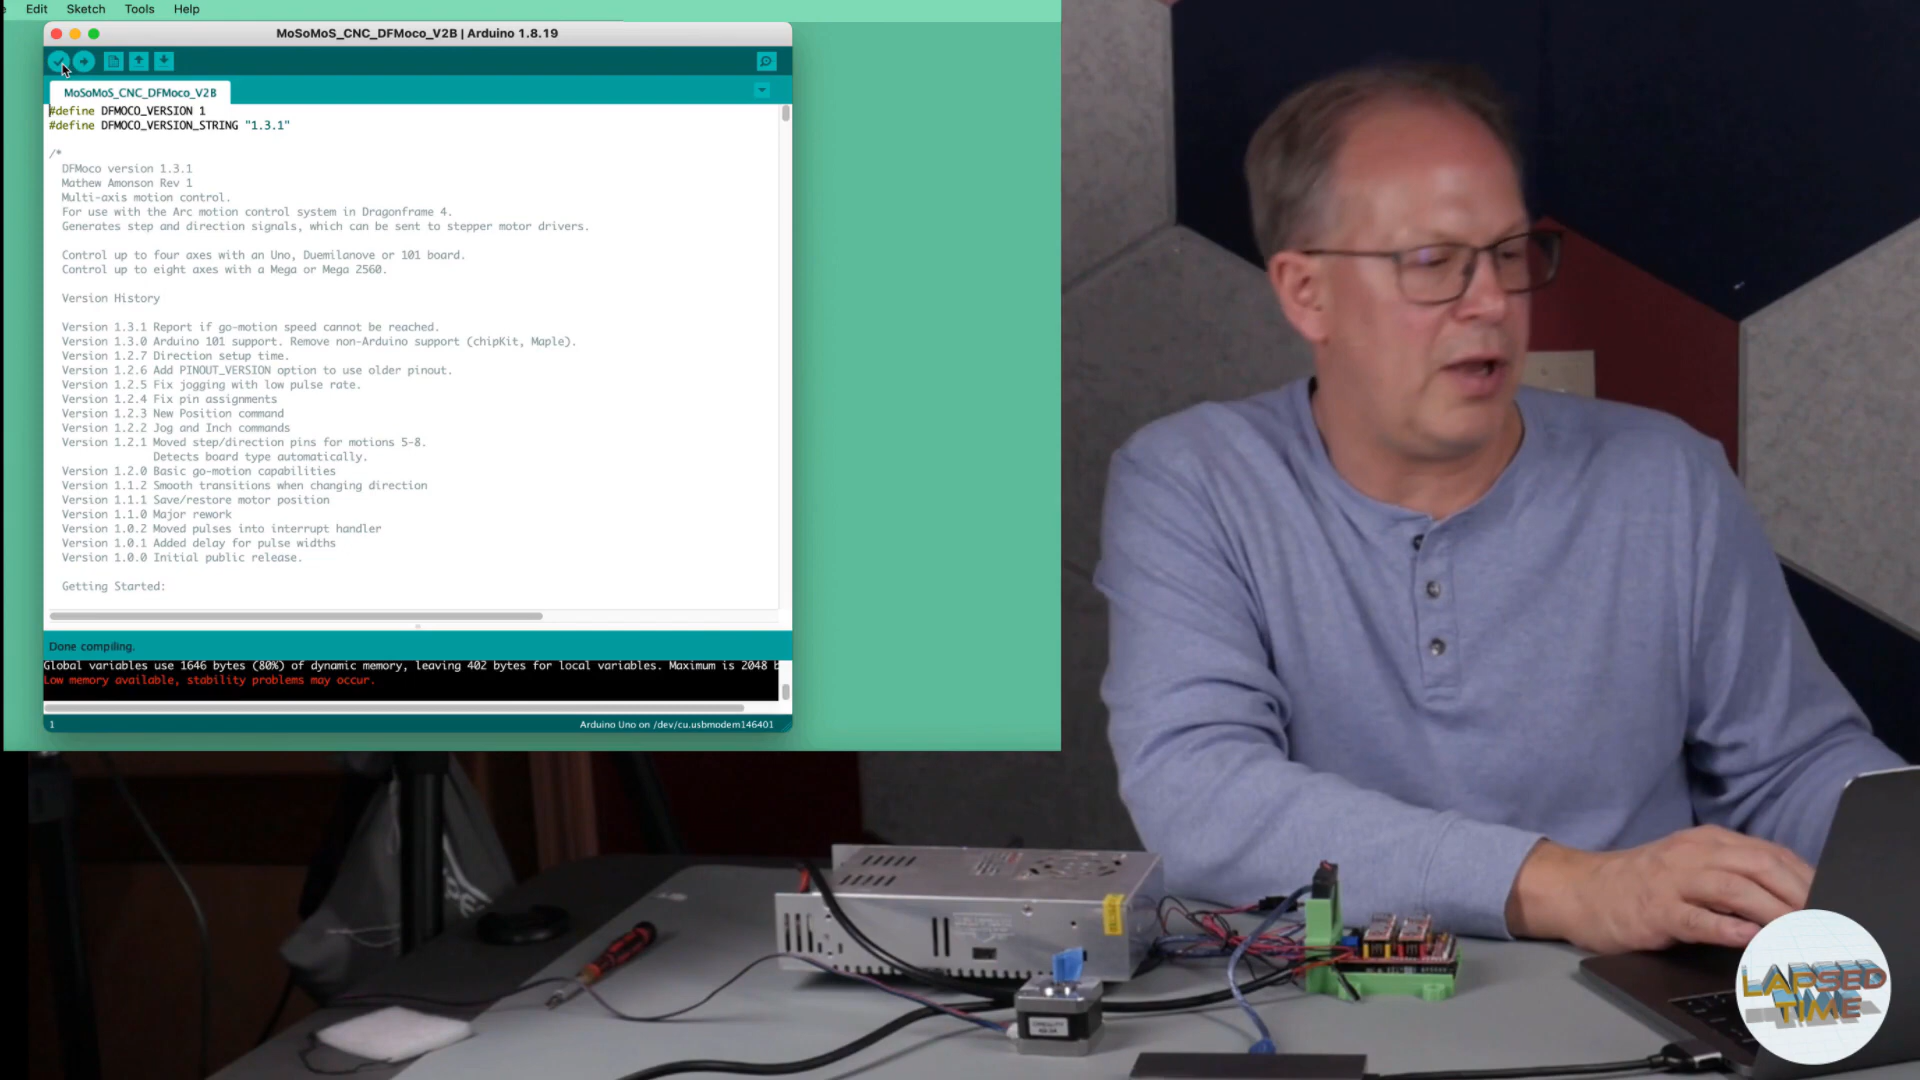 Edit Sketch Tools Help
MoSoMoS_CNC_DFMoco_V2B | Arduino 1.8.19
MoSoMoS_CNC_DFMoco_V2B
#define DFMOCO_VERSION 1
#define DFMOCO_VERSION_STRING "1.3.1"
/*
DFMoco version 1.3.1
Mathew Amonson Rev 1
Multi-axis motion control.
For use with the Arc motion control system in Dragonframe 4.
Generates step and direction signals, which can be sent to stepper motor drivers.
Control up to four axes with an Uno, Duemilanove or 101 board.
Control up to eight axes with a Mega or Mega 2560.
Version History
Version 1.3.1 Report if go-motion speed cannot be reached.
Version 1.3.0 Arduino 101 support. Remove non-Arduino support (chipKit, Maple).
Version 1.2.7 Direction setup time.
Version 1.2.6 Add PINOUT_VERSION option to use older pinout.
Version 1.2.5 Fix jogging with low pulse rate.
Version 1.2.4 Fix pin assignments
Version 1.2.3 New Position command
Version 1.2.2 Jog and Inch commands
Version 1.2.1 Moved step/direction pins for motions 5-8.
Detects board type automatically.
Version 1.2.0 Basic go-motion capabilities
Version 1.1.2 Smooth transitions when changing direction
Version 1.1.1 Save/restore motor position
Version 1.1.0 Major rework
Version 1.0.2 Moved pulses into interrupt handler
Version 1.0.1 Added delay for pulse widths
Version 1.0.0 Initial public release.
Getting Started:
Done compiling.
Global variables use 1646 bytes (80%) of dynamic memory, leaving 402 bytes for local variables. Maximum is 2048 b
Low memory available, stability problems may occur.
1 Arduino Uno on /dev/cu.usbmodem146401
LAPSED
TIME